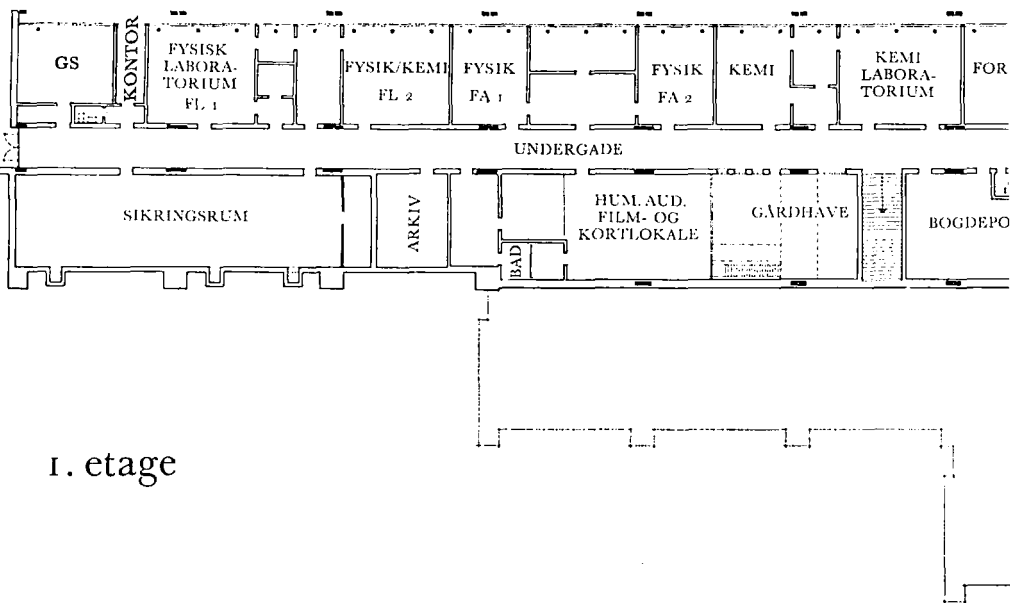 GS
KONTOR
FYSISK
LABORA-
TORIUM
FL 1
FYSIK/KEMI
FL 2
FYSIK
FA 1
FYSIK
FA 2
KEMI
KEMI
LABORA-
TORIUM
FOR
UNDERGADE
SIKRINGSRUM
ARKIV
BAD
HUM. AUD.
FILM- OG
KORTLOKALE
GÅRDHAVE
BOGDEPO
1. etage